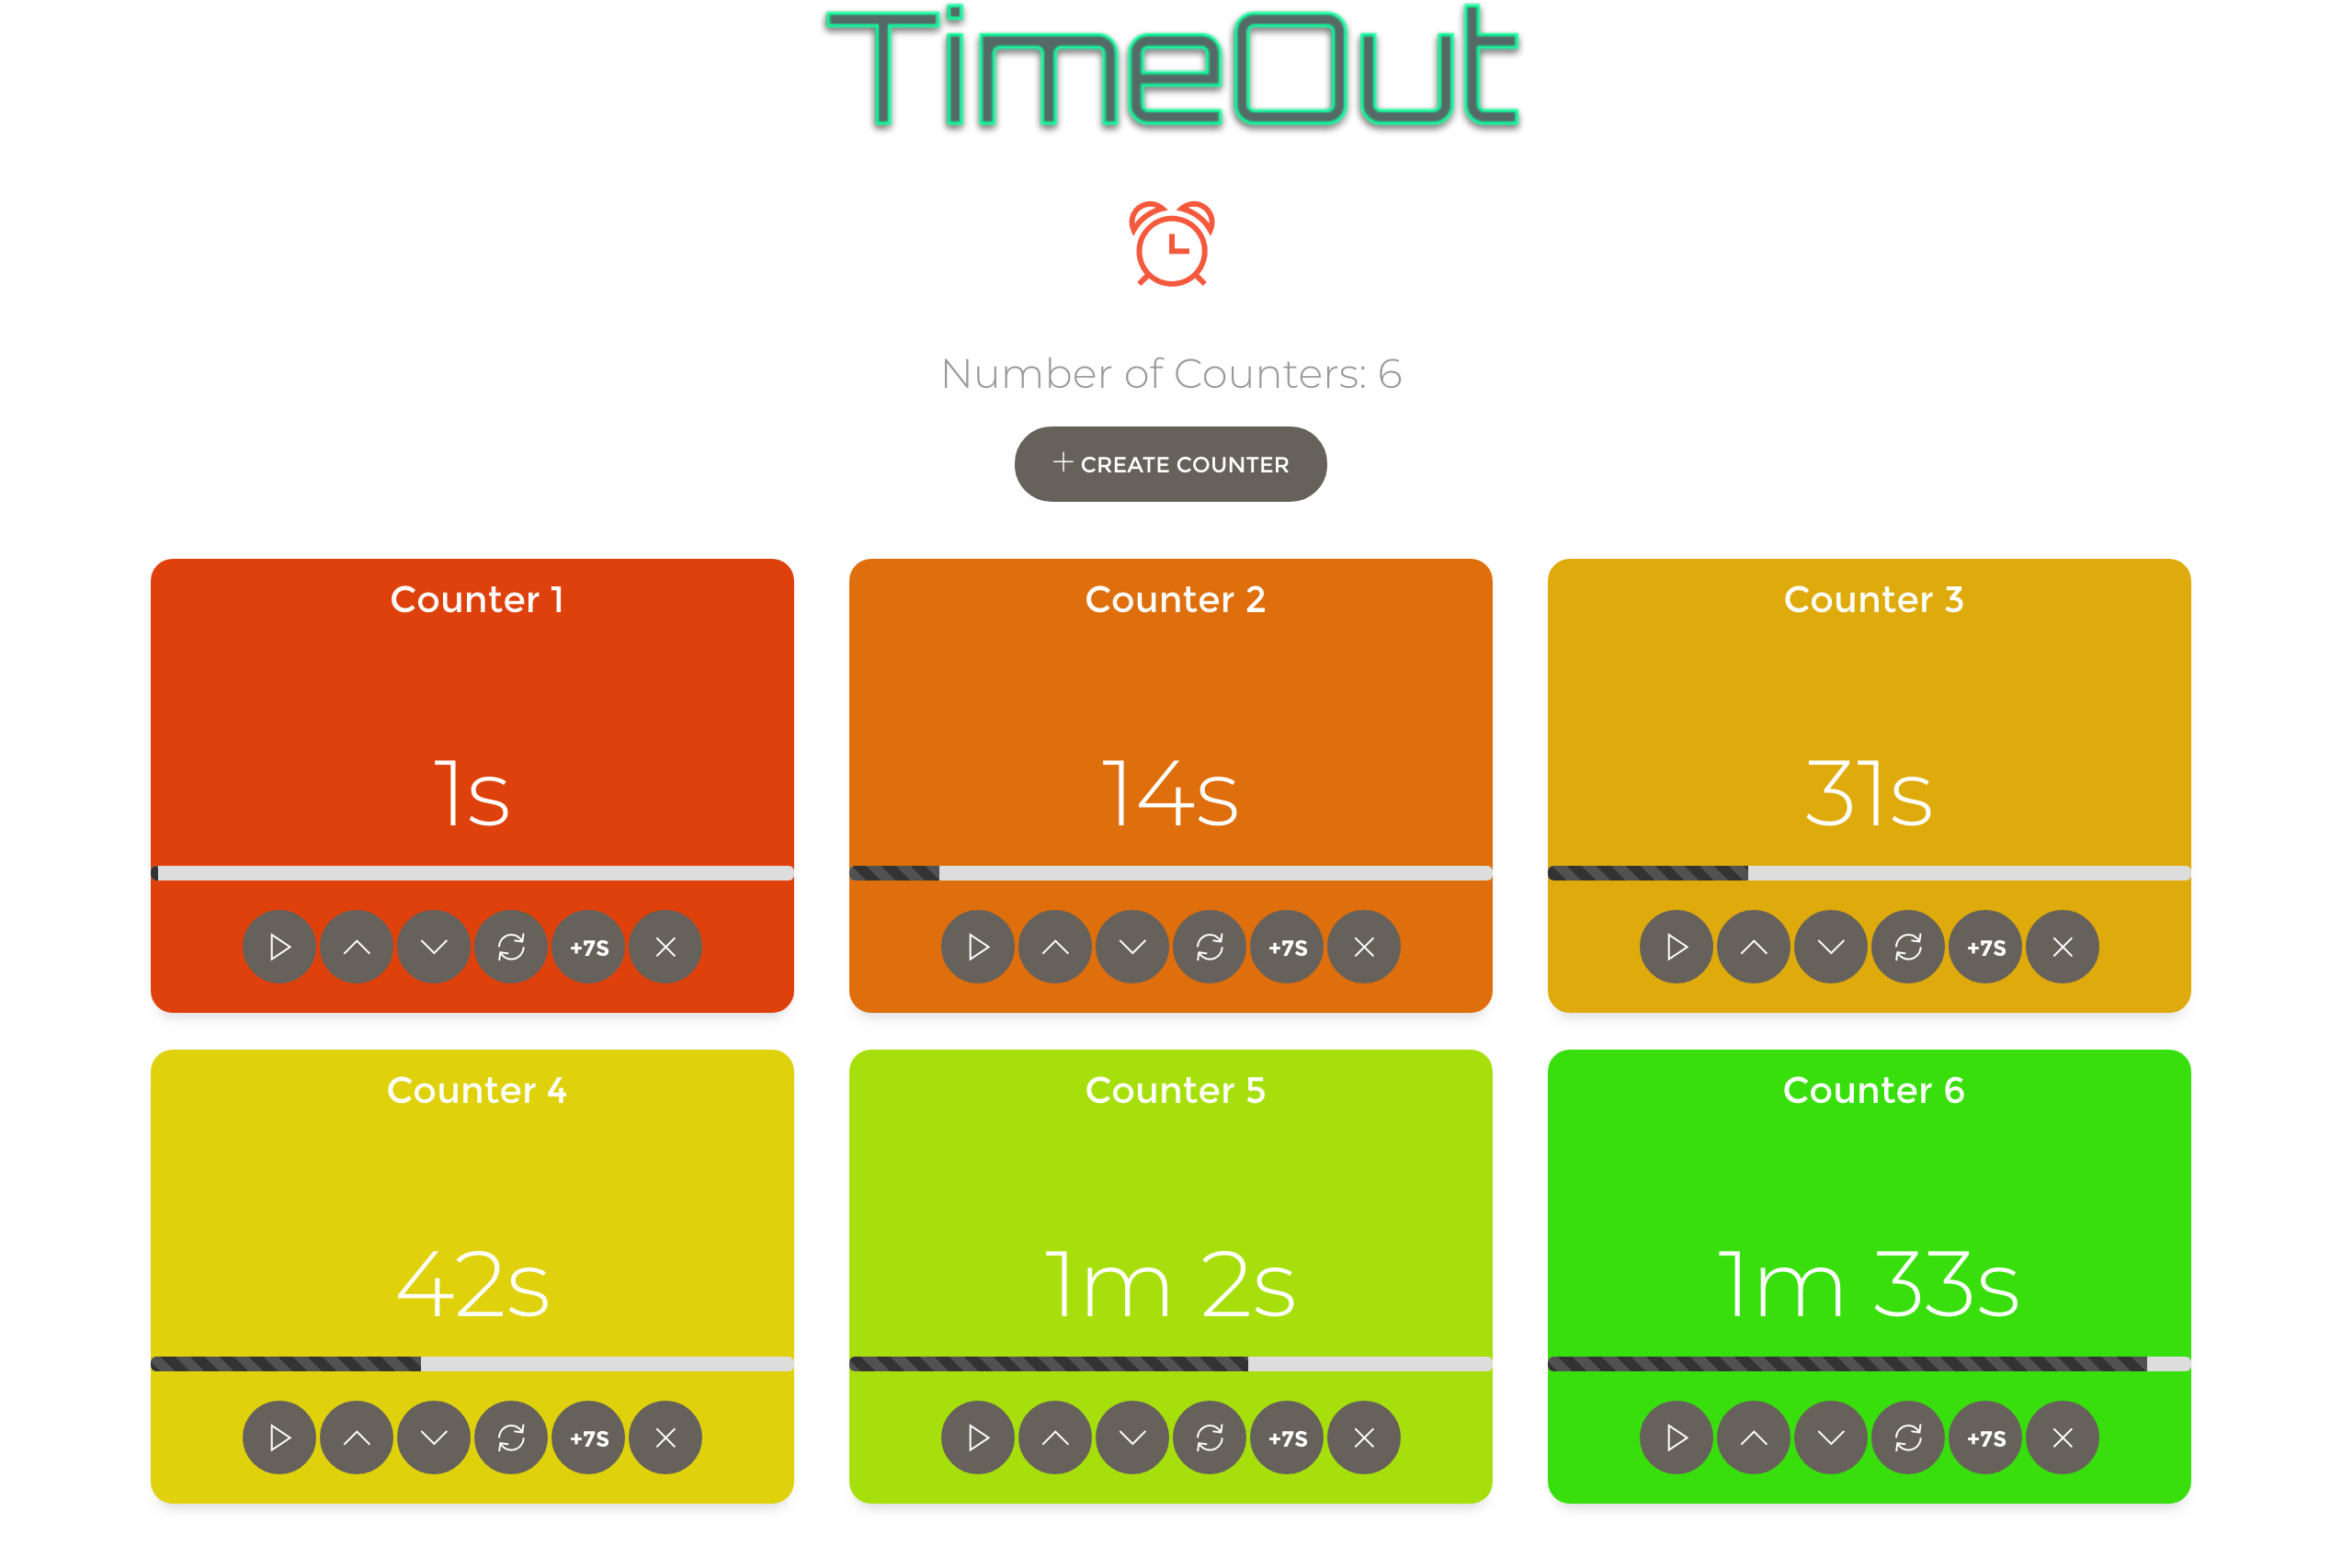 TimeOut
Number of Counters: 6
CREATE COUNTER
Counter 1
1s
+7S
Counter 2
14s
+7S
Counter 3
31s
+7S
Counter 4
42s
+7S
Counter 5
1m 2s
+7S
Counter 6
1m 33s
+7S